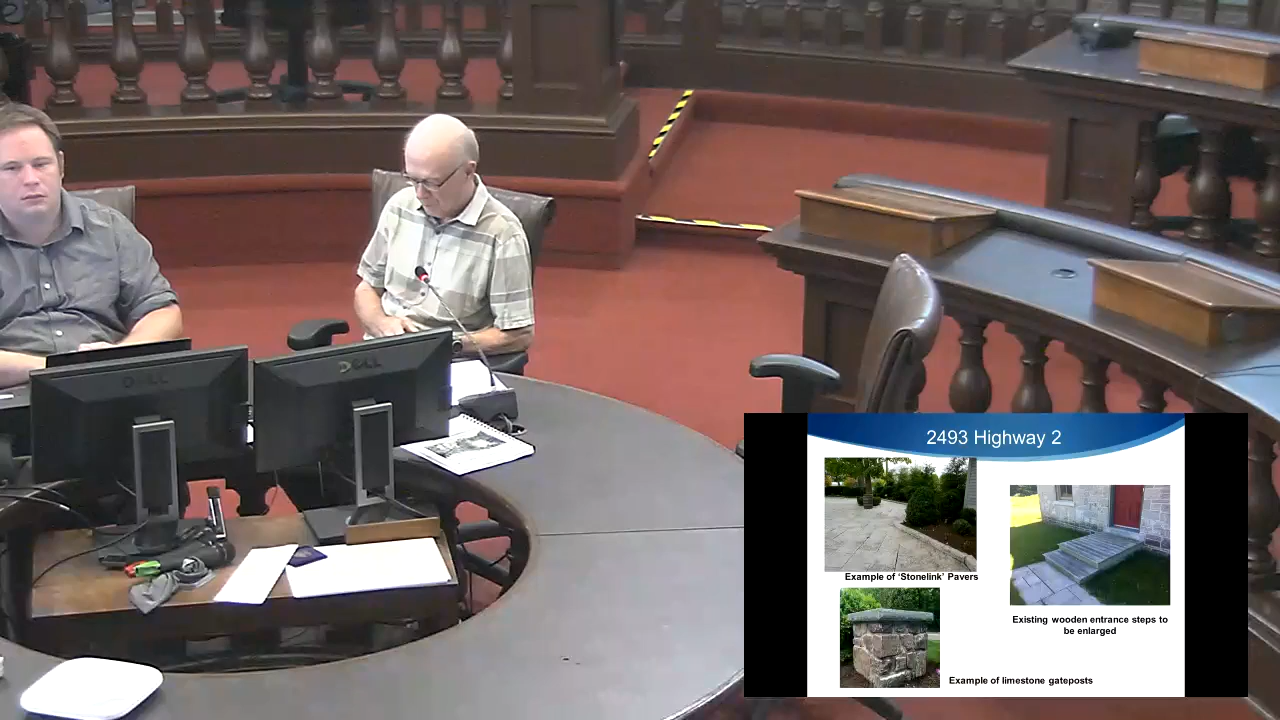 DELL
DELL
2493 Highway 2
Example of 'Stonelink' Pavers
Existing wooden entrance steps to
be enlarged
Example of limestone gateposts